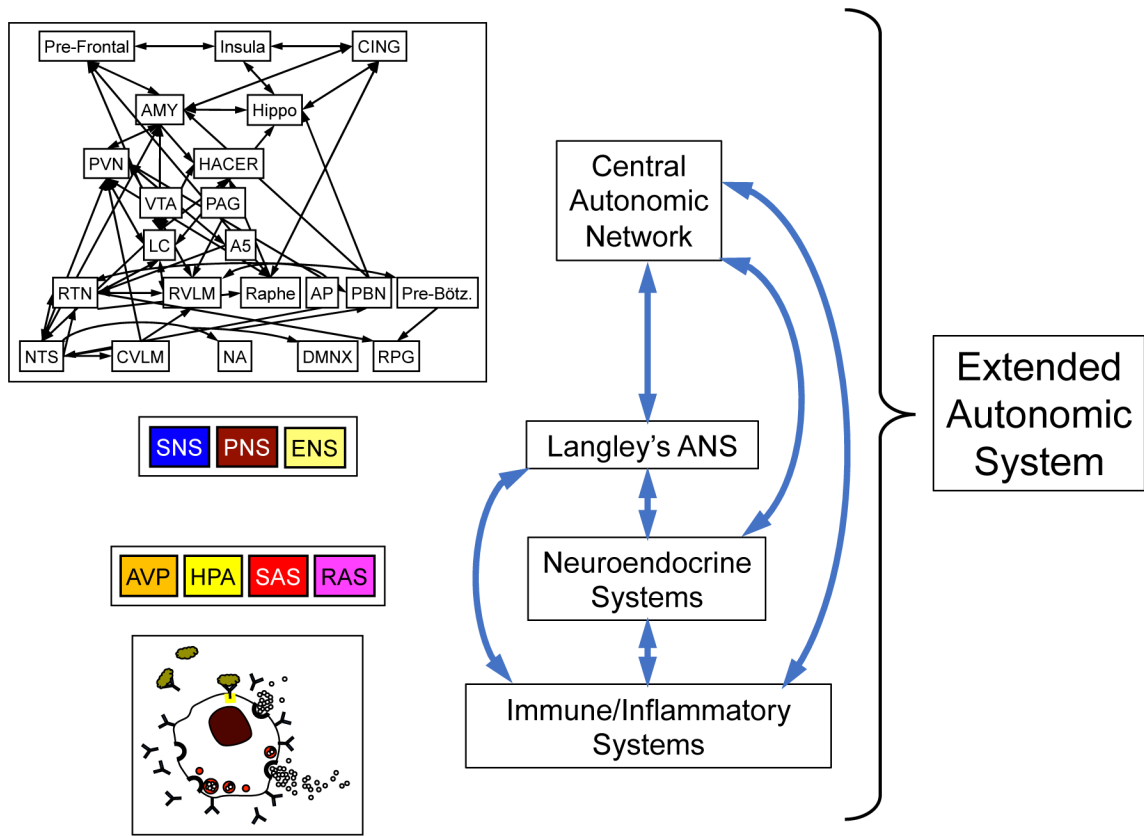 Pre-Frontal Insula CING
AMY Hippo
PVN HACER
VTA PAG
LC A5
RTN RVLM Raphe AP PBN Pre-Bötz.
NTS CVLM NA DMNX RPG
SNS PNS ENS
AVP HPA SAS RAS
Central
Autonomic
Network
Langley's ANS
Neuroendocrine
Systems
Immune/Inflammatory
Systems
Extended
Autonomic
System